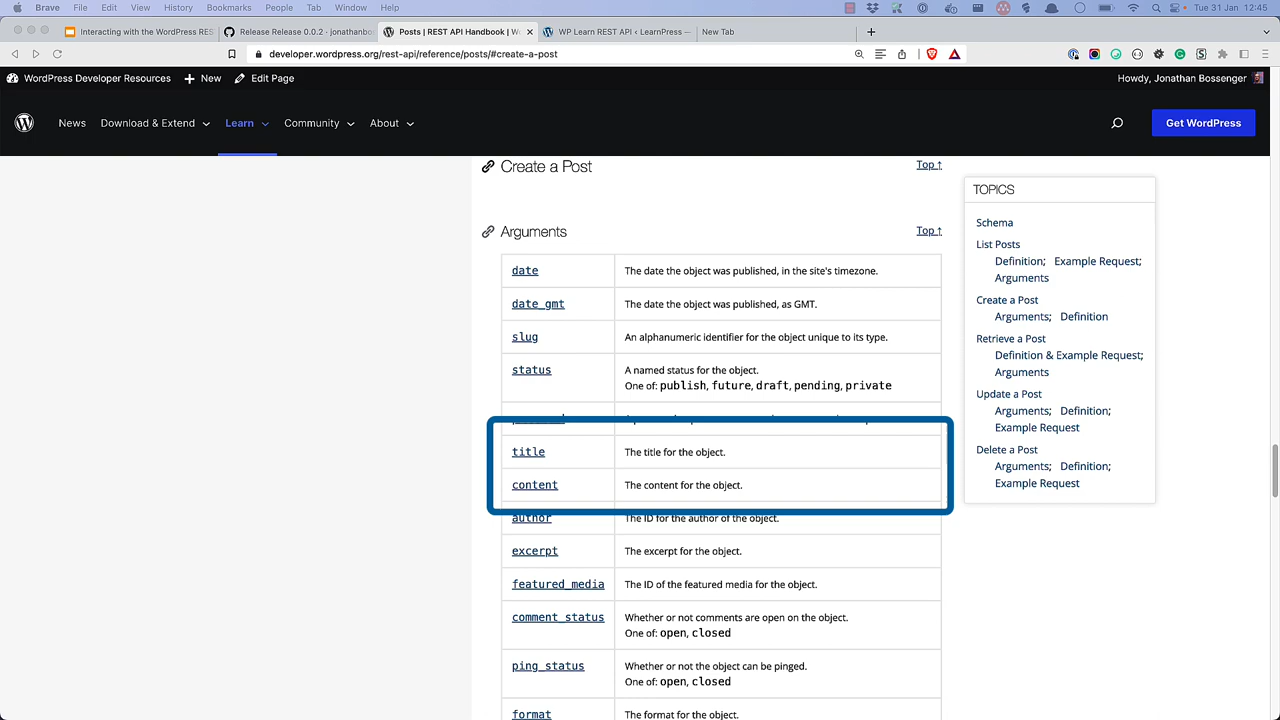 Brave File Edit View History Bookmarks People Tab Window Help Tue 31 Jan 12:45
Interacting with the WordPress RES
Release Release 0.0.2 · jonathanbo
Posts | REST API Handbook | W
WP Learn REST API ‹ LearnPress —
New Tab
developer.wordpress.org/rest-api/reference/posts/#create-a-post
WordPress Developer Resources New Edit Page Howdy, Jonathan Bossenger
News Download & Extend Learn Community About Get WordPress
Create a Post Top ↑
Arguments Top ↑
date The date the object was published, in the site's timezone.
date_gmt The date the object was published, as GMT.
slug An alphanumeric identifier for the object unique to its type.
status A named status for the object.
One of: publish, future, draft, pending, private
title The title for the object.
content The content for the object.
author The ID for the author of the object.
excerpt The excerpt for the object.
featured_media The ID of the featured media for the object.
comment_status Whether or not comments are open on the object.
One of: open, closed
ping_status Whether or not the object can be pinged.
One of: open, closed
format The format for the object.
TOPICS
Schema
List Posts
Definition; Example Request;
Arguments
Create a Post
Arguments; Definition
Retrieve a Post
Definition & Example Request;
Arguments
Update a Post
Arguments; Definition;
Example Request
Delete a Post
Arguments; Definition;
Example Request